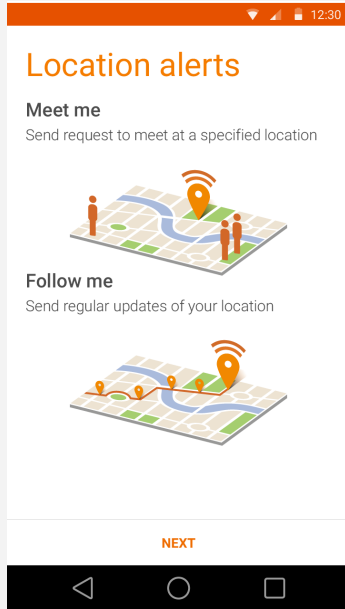 12:30
Location alerts
Meet me
Send request to meet at a specified location
Follow me
Send regular updates of your location
NEXT